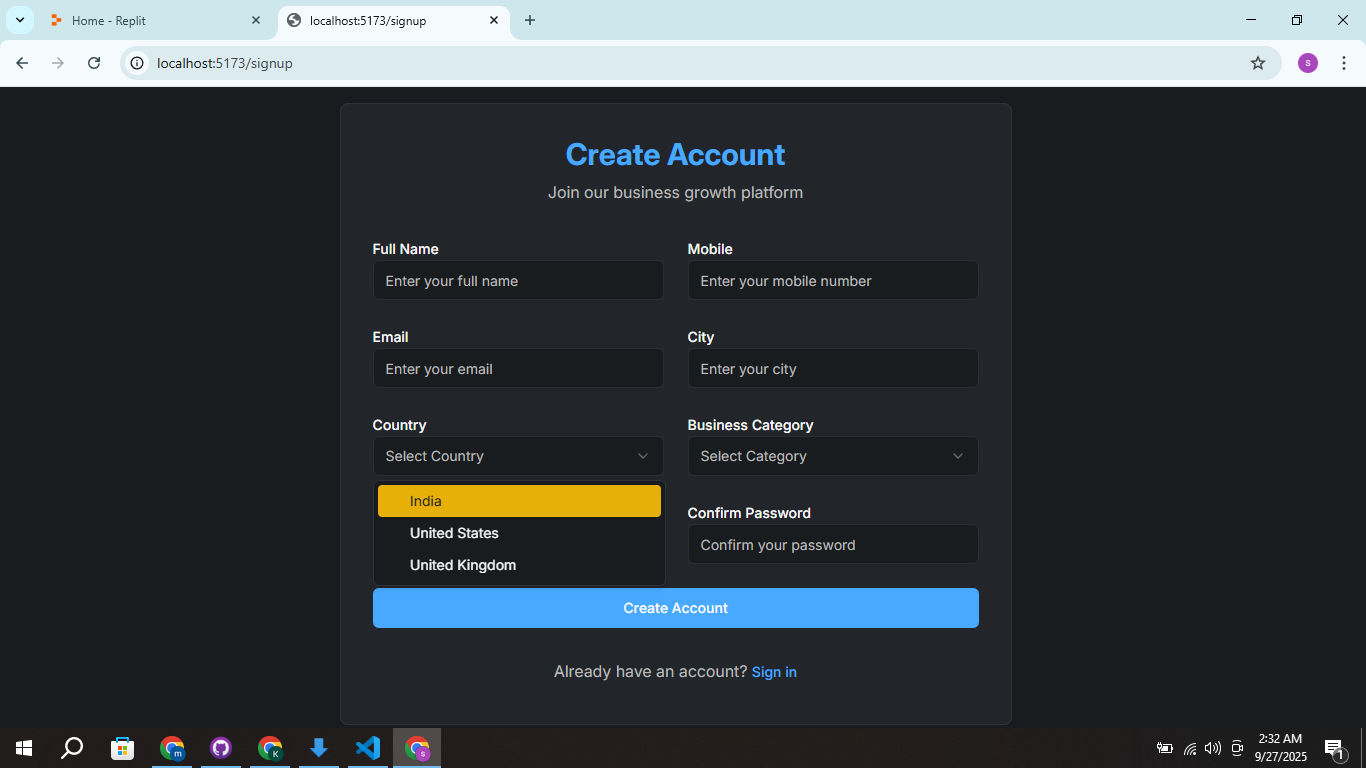 Home - Replit
localhost:5173/signup
localhost:5173/signup
s
Create Account
Join our business growth platform
Full Name
Mobile
Enter your full name
Enter your mobile number
Email
City
Enter your email
Enter your city
Country
Business Category
Select Country
Select Category
India
United States
United Kingdom
Confirm Password
Confirm your password
Create Account
Already have an account? Sign in
m
K
s
2:32 AM
9/27/2025
1